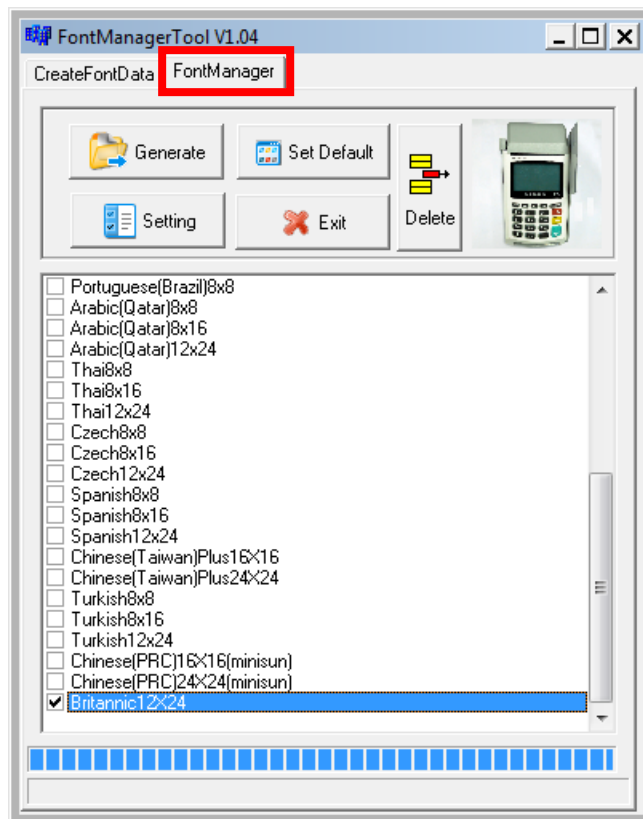 FontManagerTool V1.04
CreateFontData FontManager
Generate Set Default
Setting Exit Delete
Portuguese(Brazil)8x8
Arabic(Qatar)8x8
Arabic(Qatar)8x16
Arabic(Qatar)12x24
Thai8x8
Thai8x16
Thai12x24
Czech8x8
Czech8x16
Czech12x24
Spanish8x8
Spanish8x16
Spanish12x24
Chinese(Taiwan)Plus16X16
Chinese(Taiwan)Plus24X24
Turkish8x8
Turkish8x16
Turkish12x24
Chinese(PRC)16X16(minisun)
Chinese(PRC)24X24(minisun)
Britannic12X24